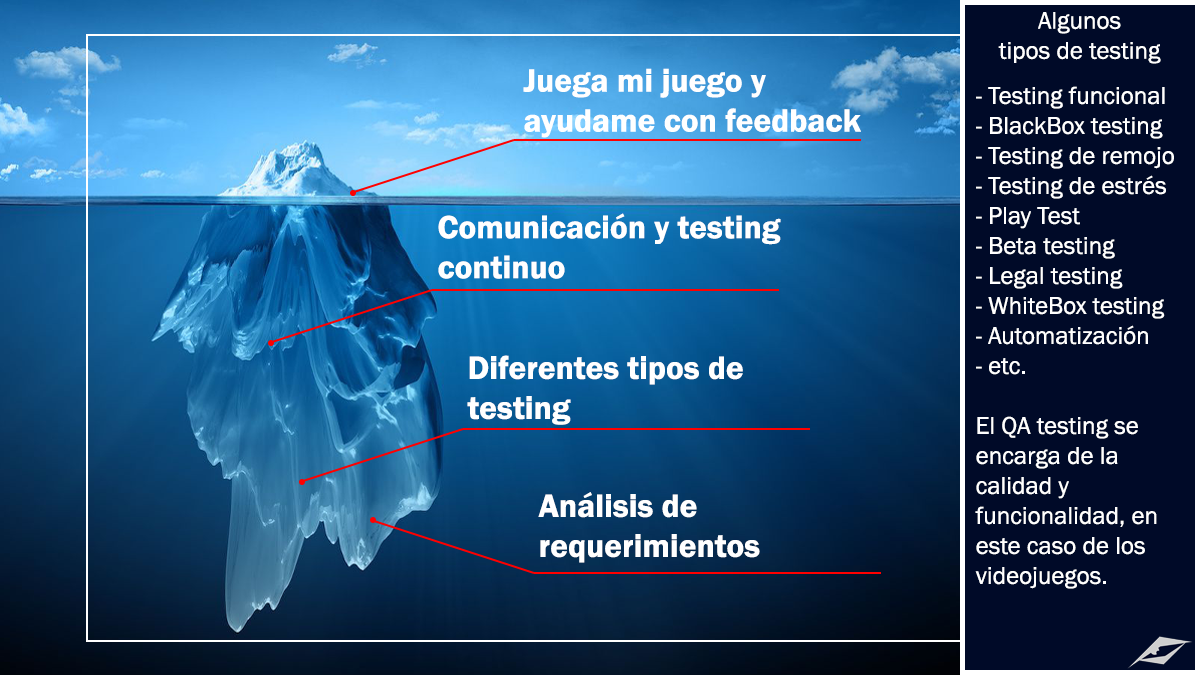 Juega mi juego y
ayudame con feedback
Comunicación y testing
continuo
Diferentes tipos de
testing
Análisis de
requerimientos
Algunos
tipos de testing
- Testing funcional
- BlackBox testing
- Testing de remojo
- Testing de estrés
- Play Test
- Beta testing
- Legal testing
- WhiteBox testing
- Automatización
- etc.
El QA testing se
encarga de la
calidad y
funcionalidad, en
este caso de los
videojuegos.